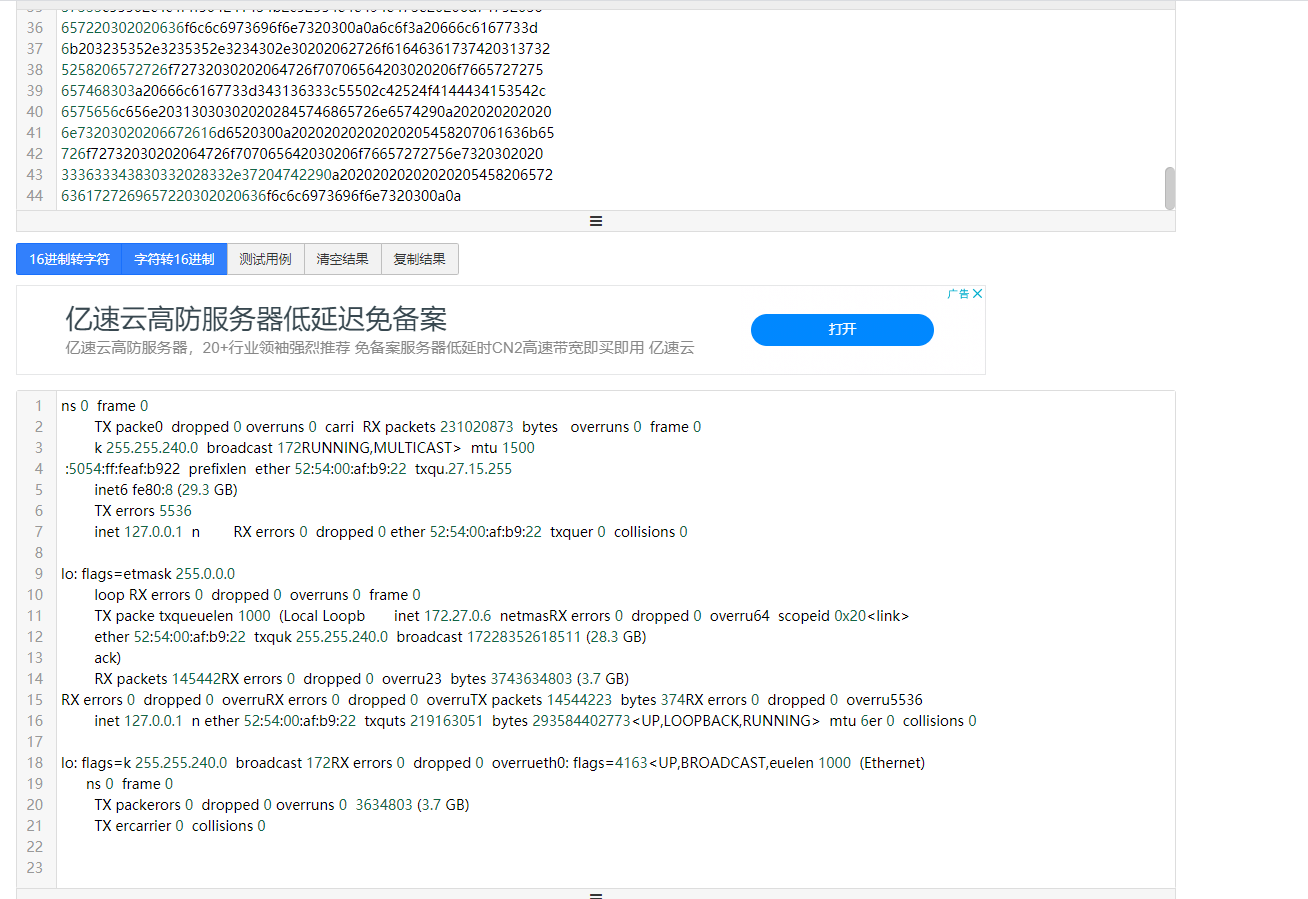 36 657220302020636f6c6c6973696f6e7320300a0a6c6f3a20666c6167733d
37 6b203235352e3235352e3234302e30202062726f61646361737420313732
38 5258206572726f72732030202064726f70706564203020206f7665727275
39 657468303a20666c6167733d343136333c55502c42524f4144434153542c
40 6575656c656e203130303020202845746865726e6574290a202020202020
41 6e73203020206672616d6520300a20202020202020205458207061636b65
42 726f72732030202064726f707065642030206f76657272756e7320302020
43 333633343830332028332e37204742290a20202020202020205458206572
44 636172726965722030202020636f6c6c6973696f6e7320300a0a
16进制转字符 字符转16进制 测试用例 清空结果 复制结果
广告
亿速云高防服务器低延迟免备案
打开
亿速云高防服务器，20+行业领袖强烈推荐 免备案服务器低延时CN2高速带宽即买即用 亿速云
1 ns 0 frame 0
2 TX packe0 dropped 0 overruns 0 carri RX packets 231020873 bytes overruns 0 frame 0
3 k 255.255.240.0 broadcast 172RUNNING,MULTICAST> mtu 1500
4 :5054:ff:feaf:b922 prefixlen ether 52:54:00:af:b9:22 txqu.27.15.255
5 inet6 fe80:8 (29.3 GB)
6 TX errors 5536
7 inet 127.0.0.1 n RX errors 0 dropped 0 ether 52:54:00:af:b9:22 txquer 0 collisions 0
8
9 lo: flags=etmask 255.0.0.0
10 loop RX errors 0 dropped 0 overruns 0 frame 0
11 TX packe txqueuelen 1000 (Local Loopb inet 172.27.0.6 netmasRX errors 0 dropped 0 overru64 scopeid 0x20<link>
12 ether 52:54:00:af:b9:22 txquk 255.255.240.0 broadcast 17228352618511 (28.3 GB)
13 ack)
14 RX packets 145442RX errors 0 dropped 0 overru23 bytes 3743634803 (3.7 GB)
15 RX errors 0 dropped 0 overruRX errors 0 dropped 0 overruTX packets 14544223 bytes 374RX errors 0 dropped 0 overru5536
16 inet 127.0.0.1 n ether 52:54:00:af:b9:22 txquts 219163051 bytes 293584402773<UP,LOOPBACK,RUNNING> mtu 6er 0 collisions 0
17
18 lo: flags=k 255.255.240.0 broadcast 172RX errors 0 dropped 0 overrueth0: flags=4163<UP,BROADCAST,euelen 1000 (Ethernet)
19 ns 0 frame 0
20 TX packerors 0 dropped 0 overruns 0 3634803 (3.7 GB)
21 TX ercarrier 0 collisions 0
22
23